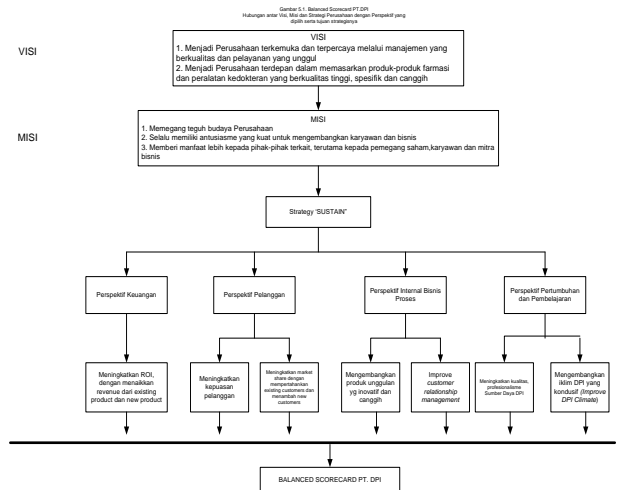 Gambar 5.1. Balanced Scorecard PT.DPI
Hubungan antar Visi, Misi dan Strategi Perusahaan dengan Perspektif yang
dipilih serta tujuan strategisnya
VISI
VISI
1. Menjadi Perusahaan terkemuka dan terpercaya melalui manajemen yang
berkualitas dan pelayanan yang unggul
2. Menjadi Perusahaan terdepan dalam memasarkan produk-produk farmasi
dan peralatan kedokteran yang berkualitas tinggi, spesifik dan canggih
MISI
MISI
1. Memegang teguh budaya Perusahaan
2. Selalu memiliki antusiasme yang kuat untuk mengembangkan karyawan dan bisnis
3. Memberi manfaat lebih kepada pihak-pihak terkait, terutama kepada pemegang saham,karyawan dan mitra
bisnis
Strategy 'SUSTAIN"
Perspektif Keuangan
Perspektif Pelanggan
Perspektif Internal Bisnis
Proses
Perspektif Pertumbuhan
dan Pembelajaran
Meningkatkan ROI,
dengan menaikkan
revenue dari existing
product dan new product
Meningkatkan
kepuasan
pelanggan
Meningkatkan market
share dengan
mempertahankan
existing customers dan
menambah new
customers
Mengembangkan
produk unggulan
yg inovatif dan
canggih
Improve
customer
relationship
management
Meningkatkan kualitas,
profesionalisme
Sumber Daya DPI
Mengembangkan
iklim DPI yang
kondusif (Improve
DPI Climate)
BALANCED SCORECARD PT. DPI